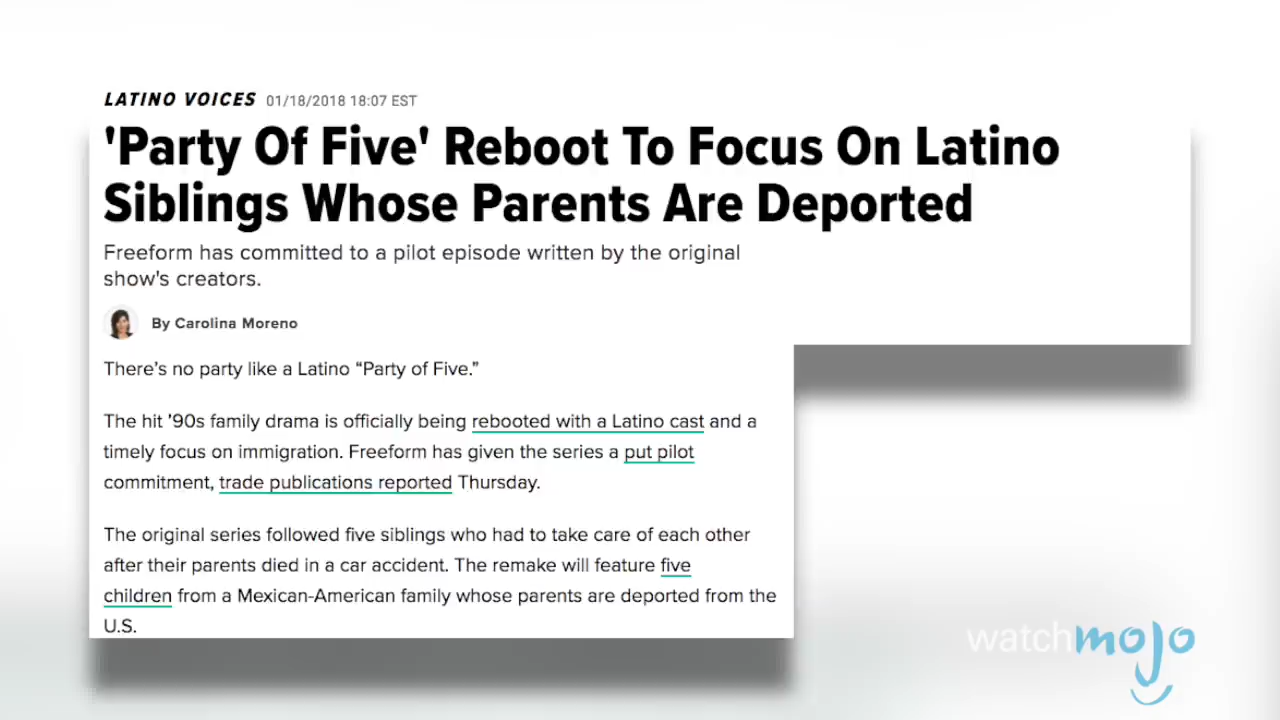 LATINO VOICES 01/18/2018 18:07 EST
'Party Of Five' Reboot To Focus On Latino
Siblings Whose Parents Are Deported
Freeform has committed to a pilot episode written by the original
show's creators.
By Carolina Moreno
There's no party like a Latino “Party of Five.”
The hit ’90s family drama is officially being rebooted with a Latino cast and a
timely focus on immigration. Freeform has given the series a put pilot
commitment, trade publications reported Thursday.
The original series followed five siblings who had to take care of each other
after their parents died in a car accident. The remake will feature five
children from a Mexican-American family whose parents are deported from the
U.S.
watchmojo